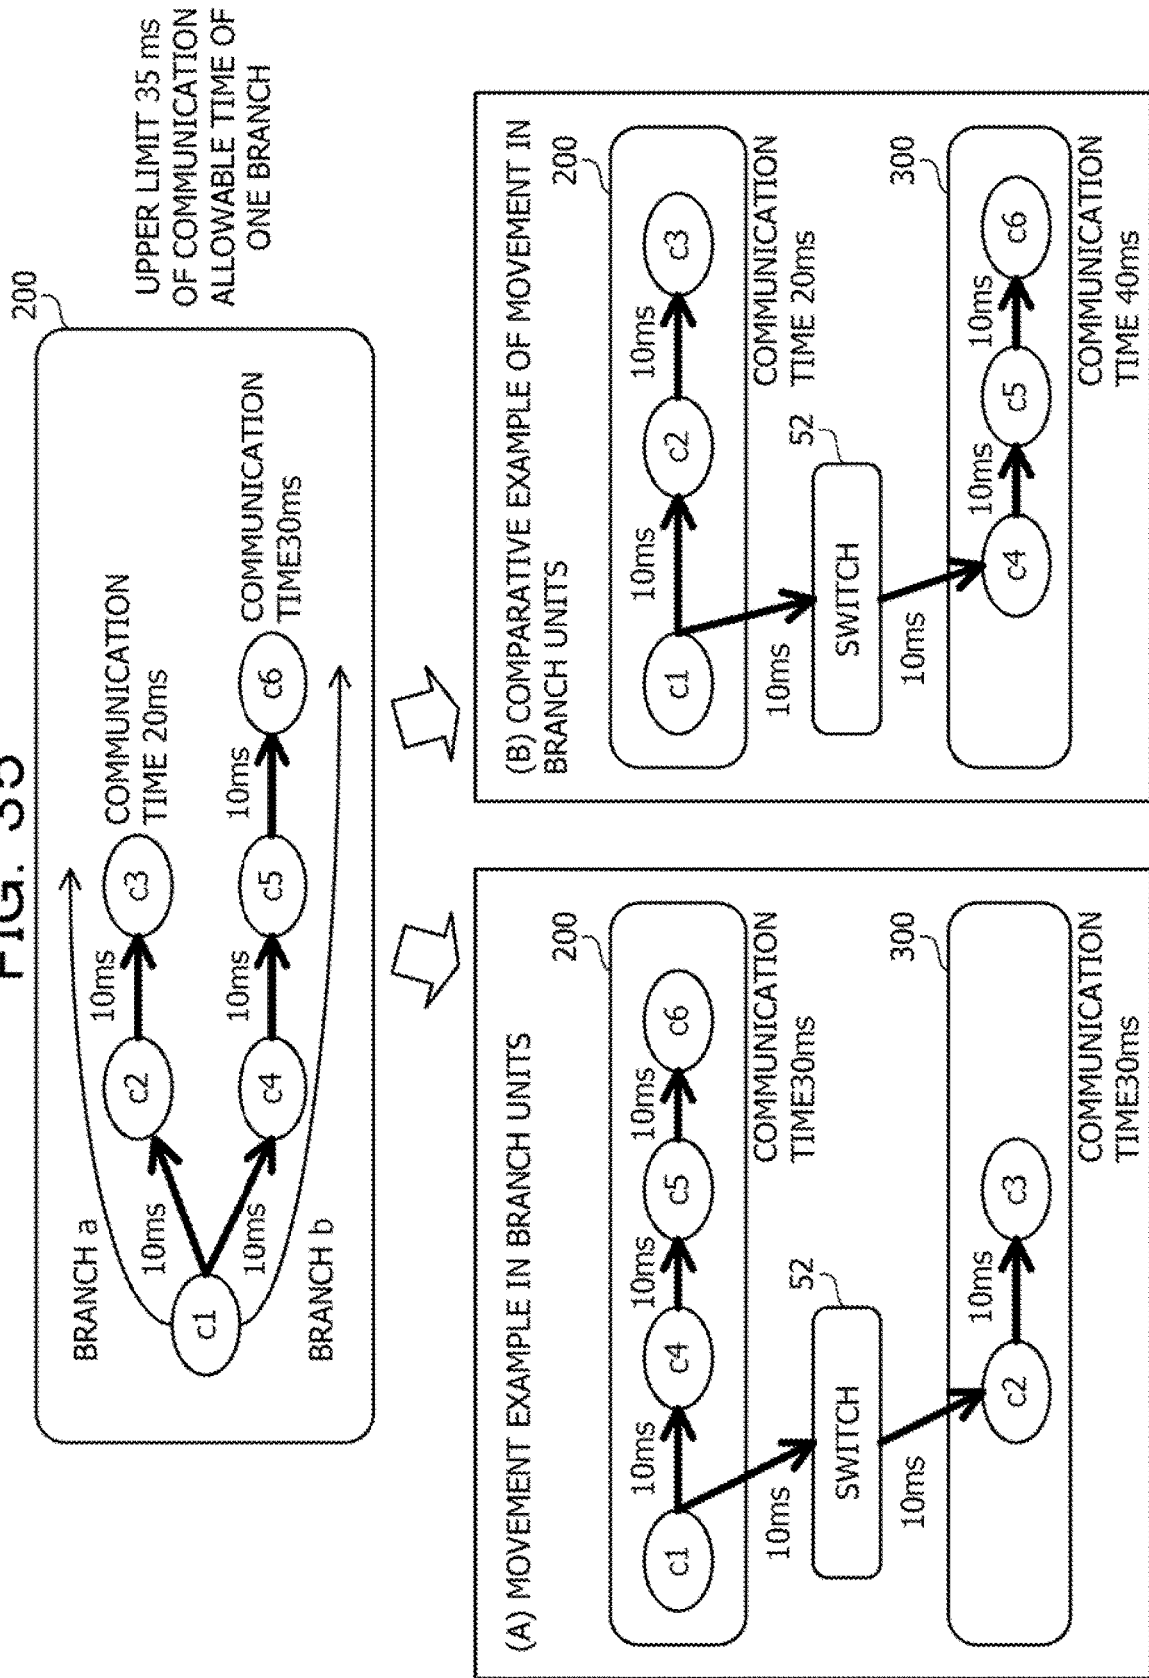 FIG. 35
200
UPPER LIMIT 35 ms
OF COMMUNICATION
ALLOWABLE TIME OF
ONE BRANCH
BRANCH a
c1
10ms
c2
10ms
c3
COMMUNICATION
TIME 20ms
10ms
c4
10ms
c5
10ms
c6
COMMUNICATION
TIME30ms
BRANCH b
(A) MOVEMENT EXAMPLE IN BRANCH UNITS
200
c1
10ms
c4
10ms
c5
10ms
c6
COMMUNICATION
TIME30ms
10ms
SWITCH
52
10ms
300
c2
10ms
c3
COMMUNICATION
TIME30ms
(B) COMPARATIVE EXAMPLE OF MOVEMENT IN
BRANCH UNITS
200
c1
10ms
c2
10ms
c3
COMMUNICATION
TIME 20ms
10ms
SWITCH
52
10ms
300
c4
10ms
c5
10ms
c6
COMMUNICATION
TIME 40ms